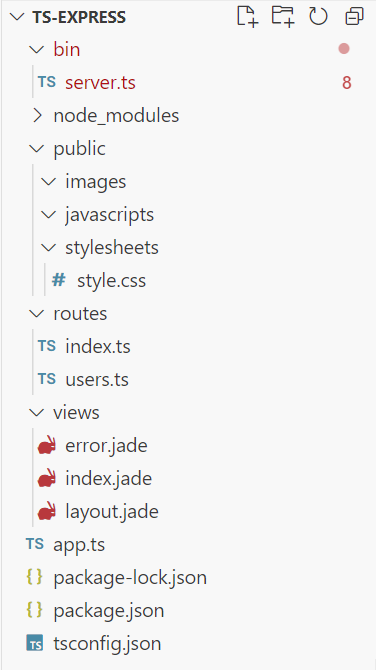 TS-EXPRESS
bin
TS server.ts 8
node_modules
public
images
javascripts
stylesheets
# style.css
routes
TS index.ts
TS users.ts
views
error.jade
index.jade
layout.jade
TS app.ts
{ } package-lock.json
{ } package.json
TS tsconfig.json